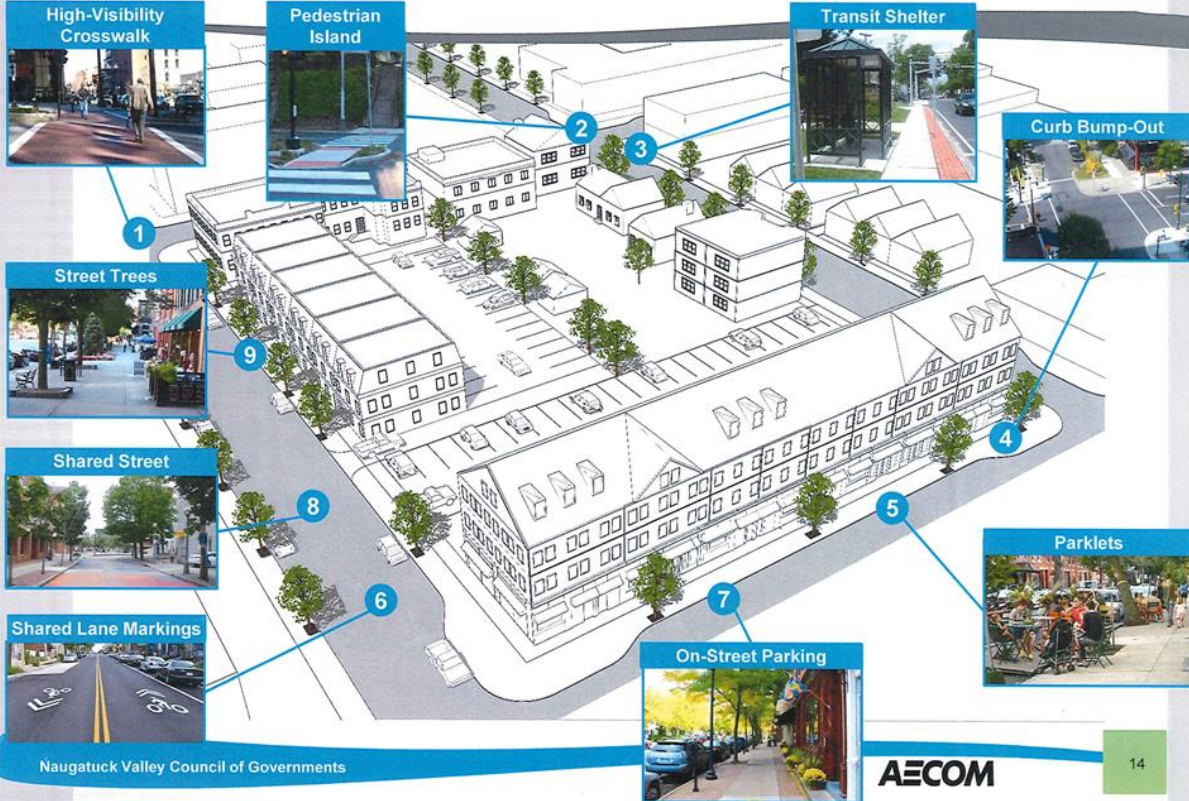 High-Visibility
Crosswalk
Pedestrian
Island
Transit Shelter
Curb Bump-Out
2
3
1
Street Trees
9
4
Shared Street
8
5
Parklets
6
7
Shared Lane Markings
On-Street Parking
Naugatuck Valley Council of Governments
AECOM
14